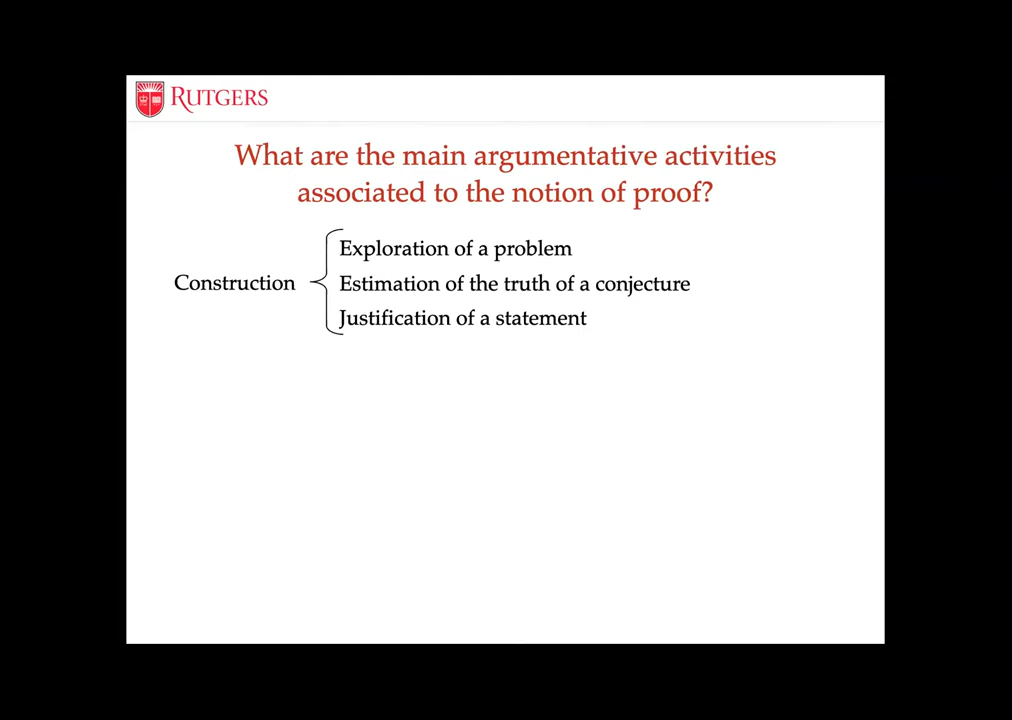 RUTGERS
What are the main argumentative activities
associated to the notion of proof?
Exploration of a problem
Construction
Estimation of the truth of a conjecture
Justification of a statement